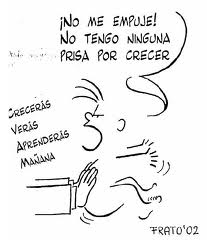 ¡NO ME EMPUJE!
NO TENGO NINGUNA
PRISA POR CRECER
CRECERÁS
VERÁS
APRENDERÁS
MAÑANA
FRATO'02